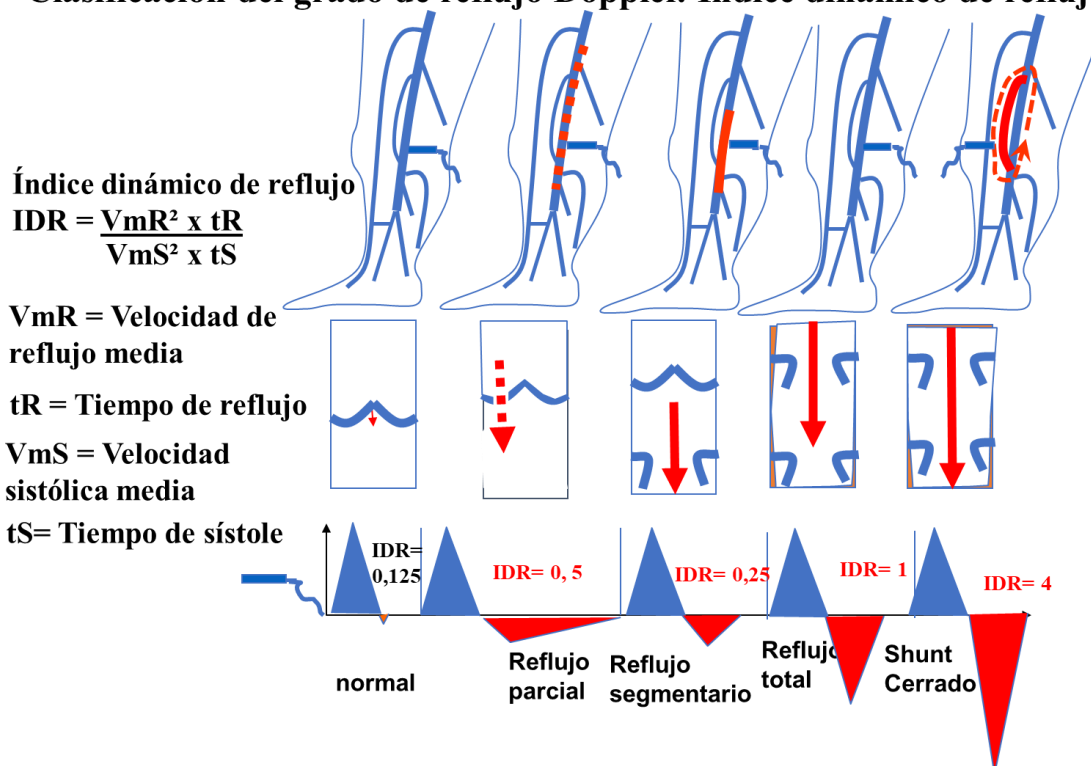 Clasificación del grado de reflujo Doppler. Índice dinámico de
Índice dinámico de reflujo
IDR = VmR² x tR
VmS² x tS
VmR = Velocidad de
reflujo media
tR = Tiempo de reflujo
VmS = Velocidad
sistólica media
tS= Tiempo de sístole
IDR=
0,125
IDR= 0, 5
IDR= 0,25
IDR= 1
IDR= 4
normal
Reflujo
parcial
Reflujo
segmentario
Reflujo
total
Shunt
Cerrado